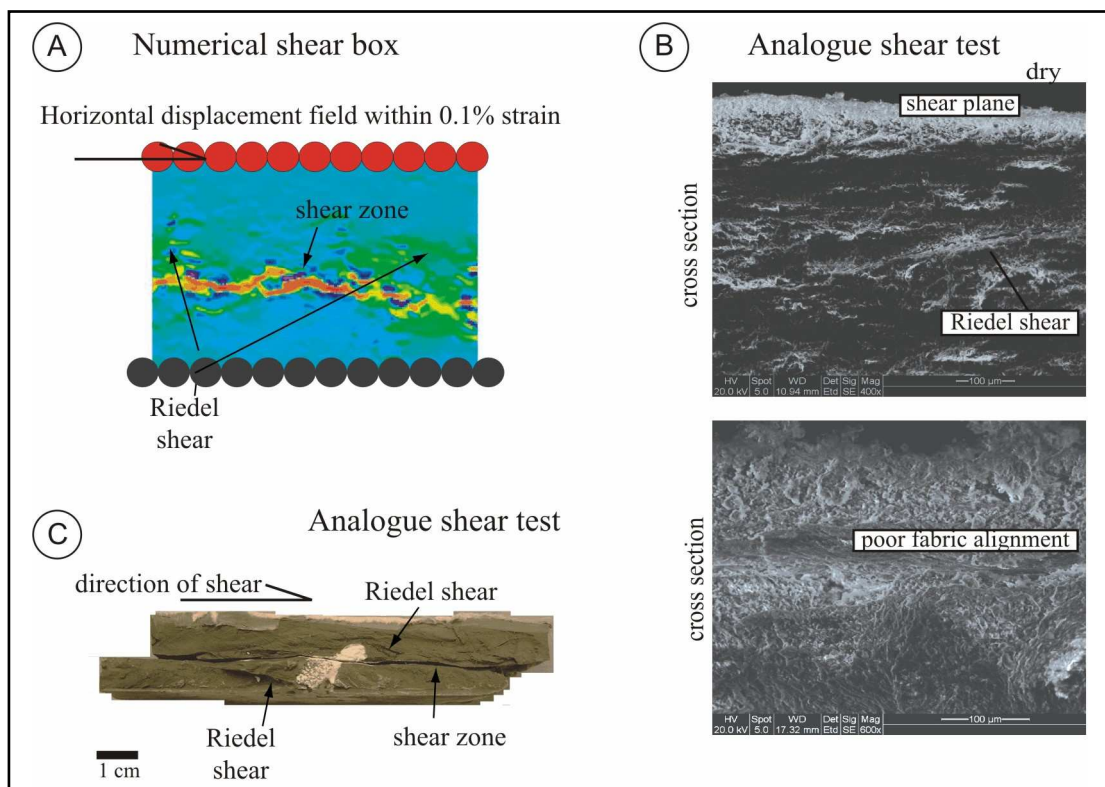 A
Numerical shear box
Horizontal displacement field within 0.1% strain
shear zone
Riedel
shear
B
Analogue shear test
dry
shear plane
cross section
Riedel shear
HV Spot WD Det Sig Mag
20.0 kV 5.0 10.94 mm Etd SE 400x
100 µm
poor fabric alignment
cross section
HV Spot WD Det Sig Mag
20.0 kV 5.0 17.32 mm Etd SE 600x
100 µm
C
Analogue shear test
direction of shear
Riedel shear
Riedel
shear
shear zone
1 cm